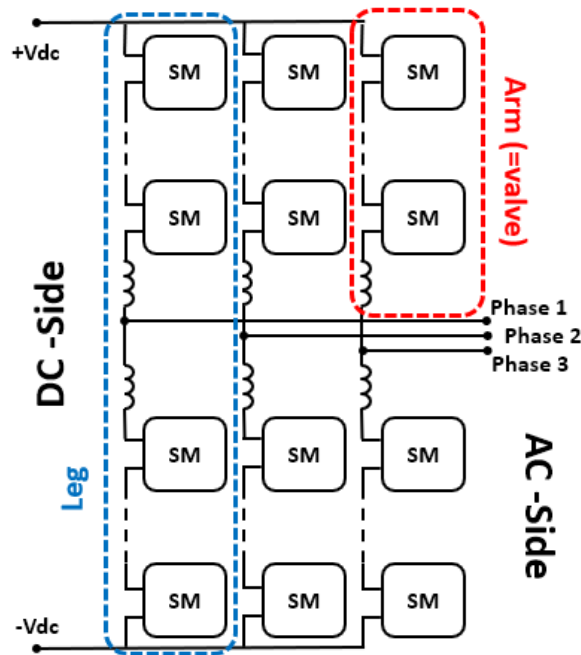 +Vdc
SM SM SM
Arm (=valve)
SM SM SM
DC -Side
Phase 1
Phase 2
Phase 3
SM SM SM
Leg
AC -Side
SM SM SM
-Vdc